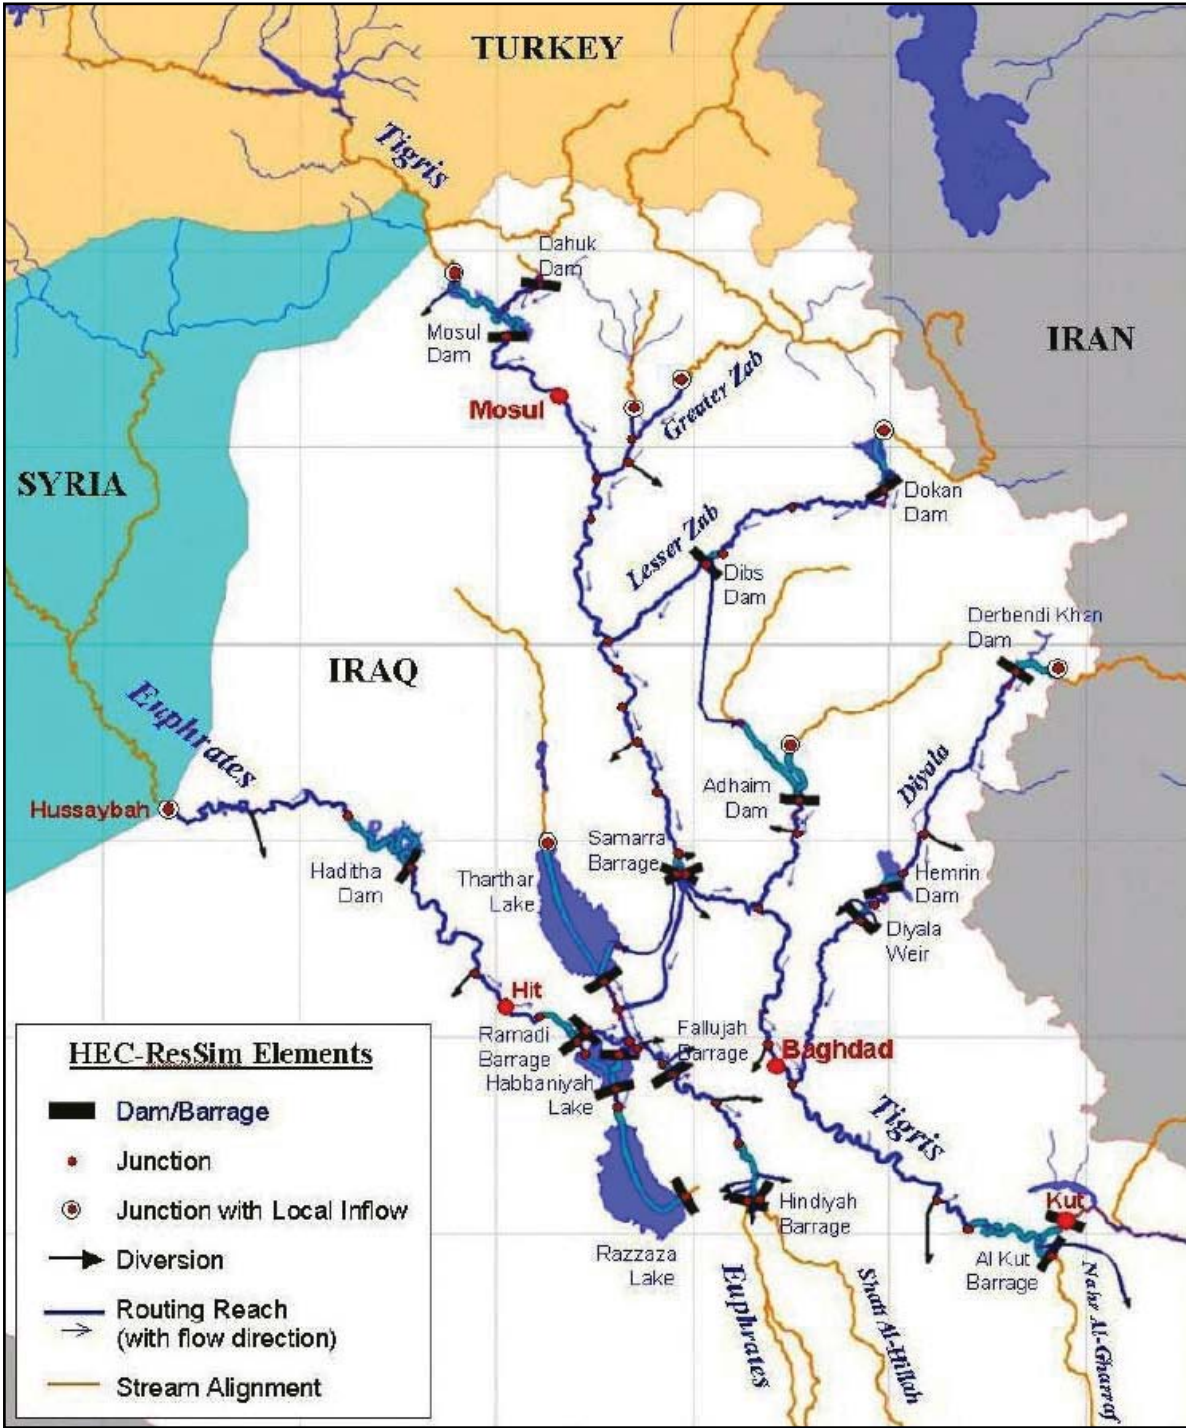 TURKEY
Tigris
Dahuk
Dam
Mosul
Dam
IRAN
Mosul
Greater Zab
SYRIA
Dokan
Dam
Lesser Zab
Dibs
Dam
Derbendi Khan
Dam
IRAQ
Euphrates
Diyala
Adhaim
Dam
Hussaybah
Samarra
Barrage
Haditha
Dam
Tharthar
Lake
Hemrin
Dam
Diyala
Weir
Hit
Ramadi
Barrage
Fallujah
Barrage
Baghdad
Habbaniyah
Lake
Tigris
Hindiyah
Barrage
Kut
Razzaza
Lake
Al Kut
Barrage
Euphrates
Shatt Al-Hillah
Nahr Al-Gharraf
HEC-ResSim Elements
Dam/Barrage
Junction
Junction with Local Inflow
Diversion
Routing Reach
(with flow direction)
Stream Alignment